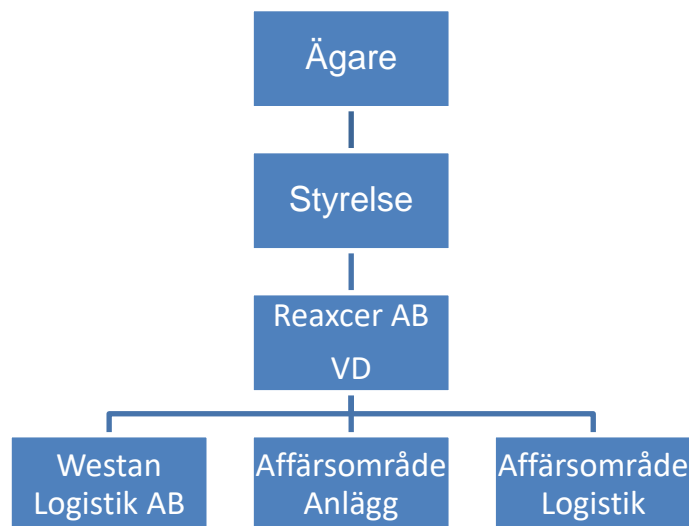 Ägare
Styrelse
Reaxcer AB
VD
Westan
Logistik AB
Affärsområde
Anlägg
Affärsområde
Logistik